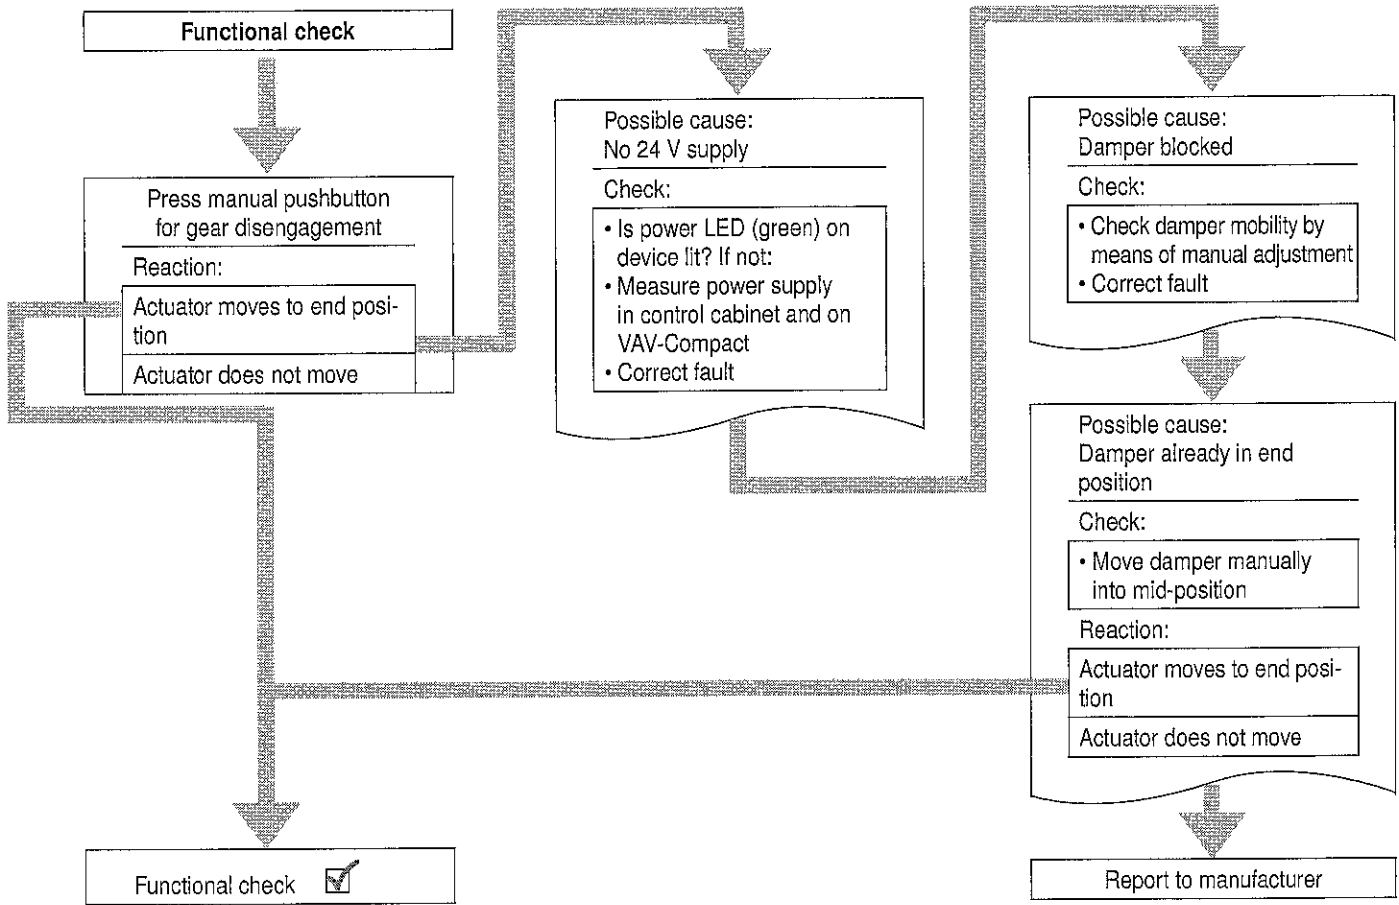 Functional check
Press manual pushbutton
for gear disengagement
Reaction:
Actuator moves to end posi-
tion
Actuator does not move
Possible cause:
No 24 V supply
Check:
• Is power LED (green) on
device lit? If not:
• Measure power supply
in control cabinet and on
VAV-Compact
• Correct fault
Possible cause:
Damper blocked
Check:
• Check damper mobility by
means of manual adjustment
• Correct fault
Possible cause:
Damper already in end
position
Check:
• Move damper manually
into mid-position
Reaction:
Actuator moves to end posi-
tion
Actuator does not move
Functional check
Report to manufacturer